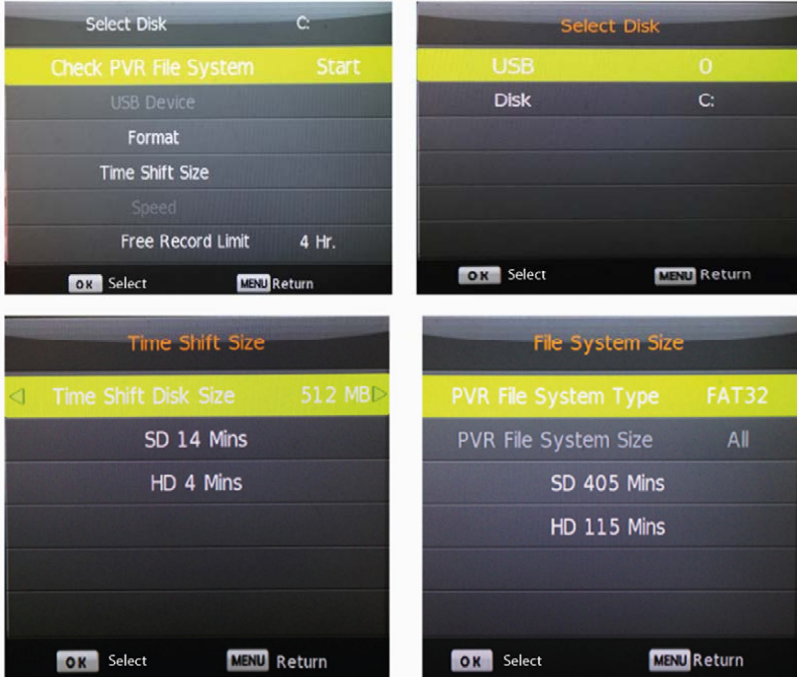 Select Disk C:
Check PVR File System Start
USB Device
Format
Time Shift Size
Speed
Free Record Limit 4 Hr.
OK Select MENU Return
Select Disk
USB 0
Disk C:
OK Select MENU Return
Time Shift Size
Time Shift Disk Size 512 MB
SD 14 Mins
HD 4 Mins
OK Select MENU Return
File System Size
PVR File System Type FAT32
PVR File System Size All
SD 405 Mins
HD 115 Mins
OK Select MENU Return